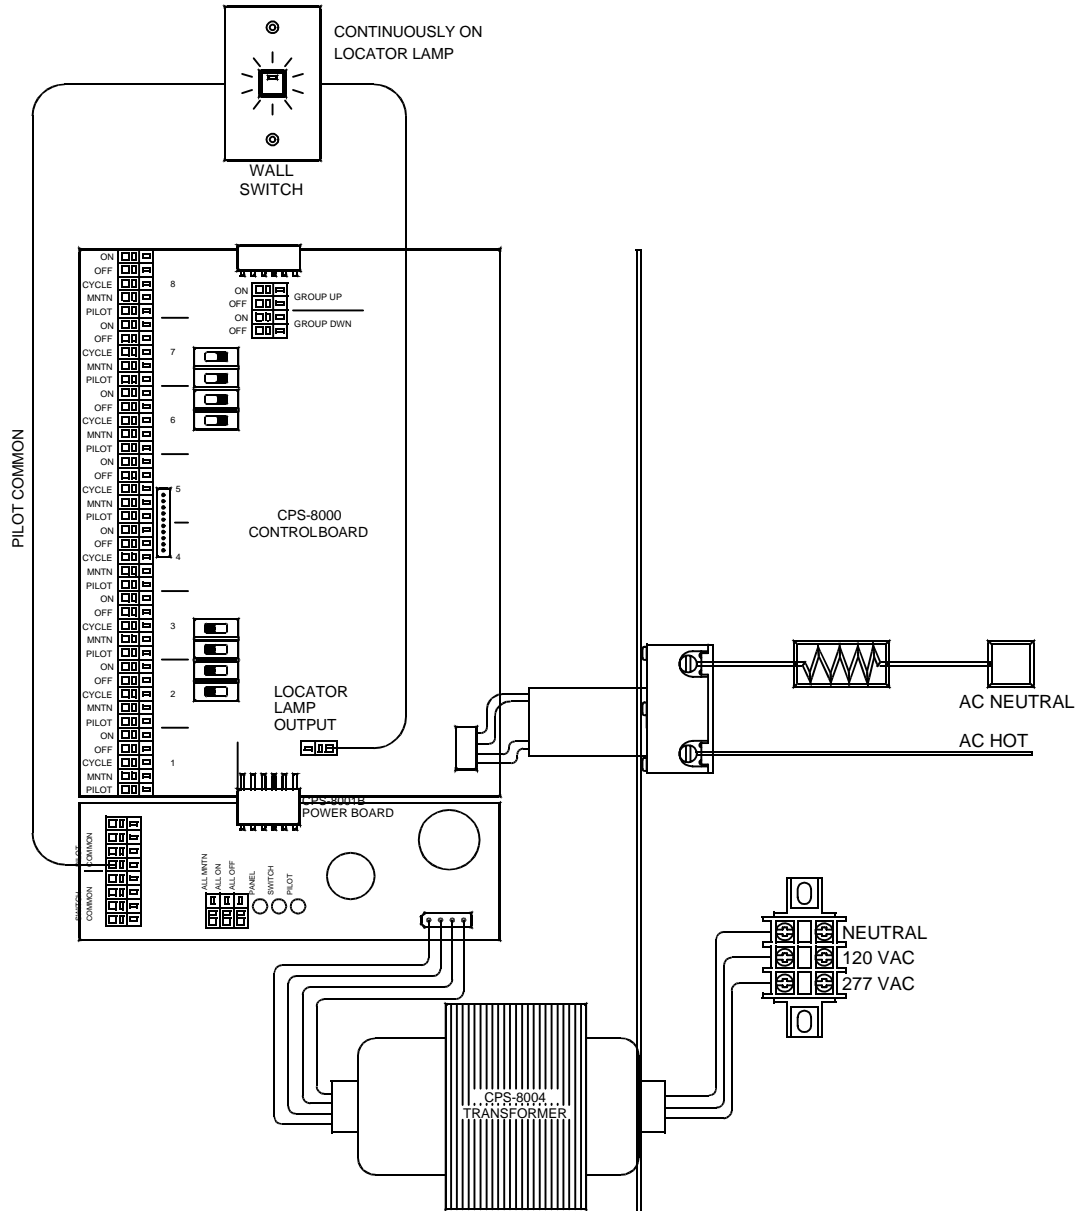 CONTINUOUSLY ON
LOCATOR LAMP
WALL
SWITCH
PILOT COMMON
ON
OFF
CYCLE
MNTN
PILOT
8
ON
OFF
CYCLE
MNTN
PILOT
7
ON
OFF
CYCLE
MNTN
PILOT
6
ON
OFF
CYCLE
MNTN
PILOT
5
ON
OFF
CYCLE
MNTN
PILOT
4
ON
OFF
CYCLE
MNTN
PILOT
3
ON
OFF
CYCLE
MNTN
PILOT
2
ON
OFF
CYCLE
MNTN
PILOT
1
ON
OFF
GROUP UP
ON
OFF
GROUP DWN
CPS-8000
CONTROLBOARD
LOCATOR
LAMP
OUTPUT
AC NEUTRAL
AC HOT
CPS-8001B
POWER BOARD
PILOT
COMMON
SWITCH
COMMON
ALL MNTN
ALL ON
ALL OFF
PANEL
SWITCH
PILOT
NEUTRAL
120 VAC
277 VAC
CPS-8004
TRANSFORMER